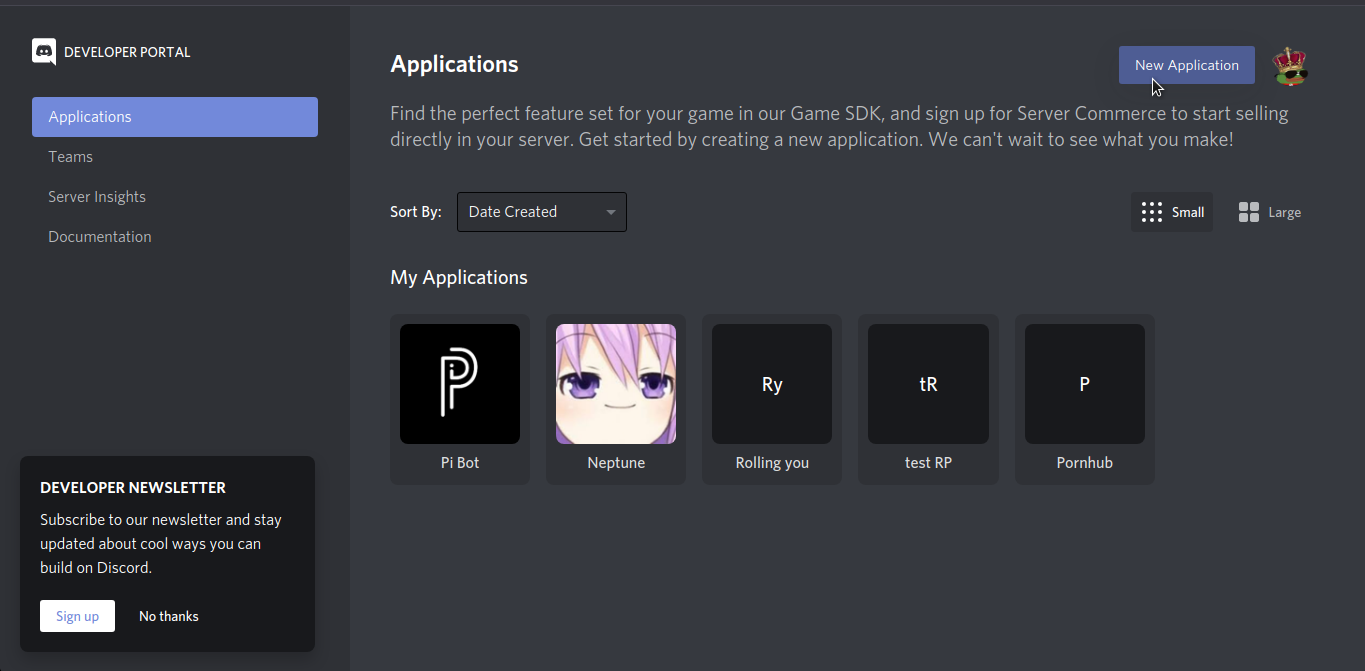 DEVELOPER PORTAL
Applications
Teams
Server Insights
Documentation
DEVELOPER NEWSLETTER
Subscribe to our newsletter and stay
updated about cool ways you can
build on Discord.
Sign up
No thanks
Applications
New Application
Find the perfect feature set for your game in our Game SDK, and sign up for Server Commerce to start selling
directly in your server. Get started by creating a new application. We can't wait to see what you make!
Sort By:
Date Created
Small
Large
My Applications
P
Pi Bot
Neptune
Ry
Rolling you
tR
test RP
P
Pornhub